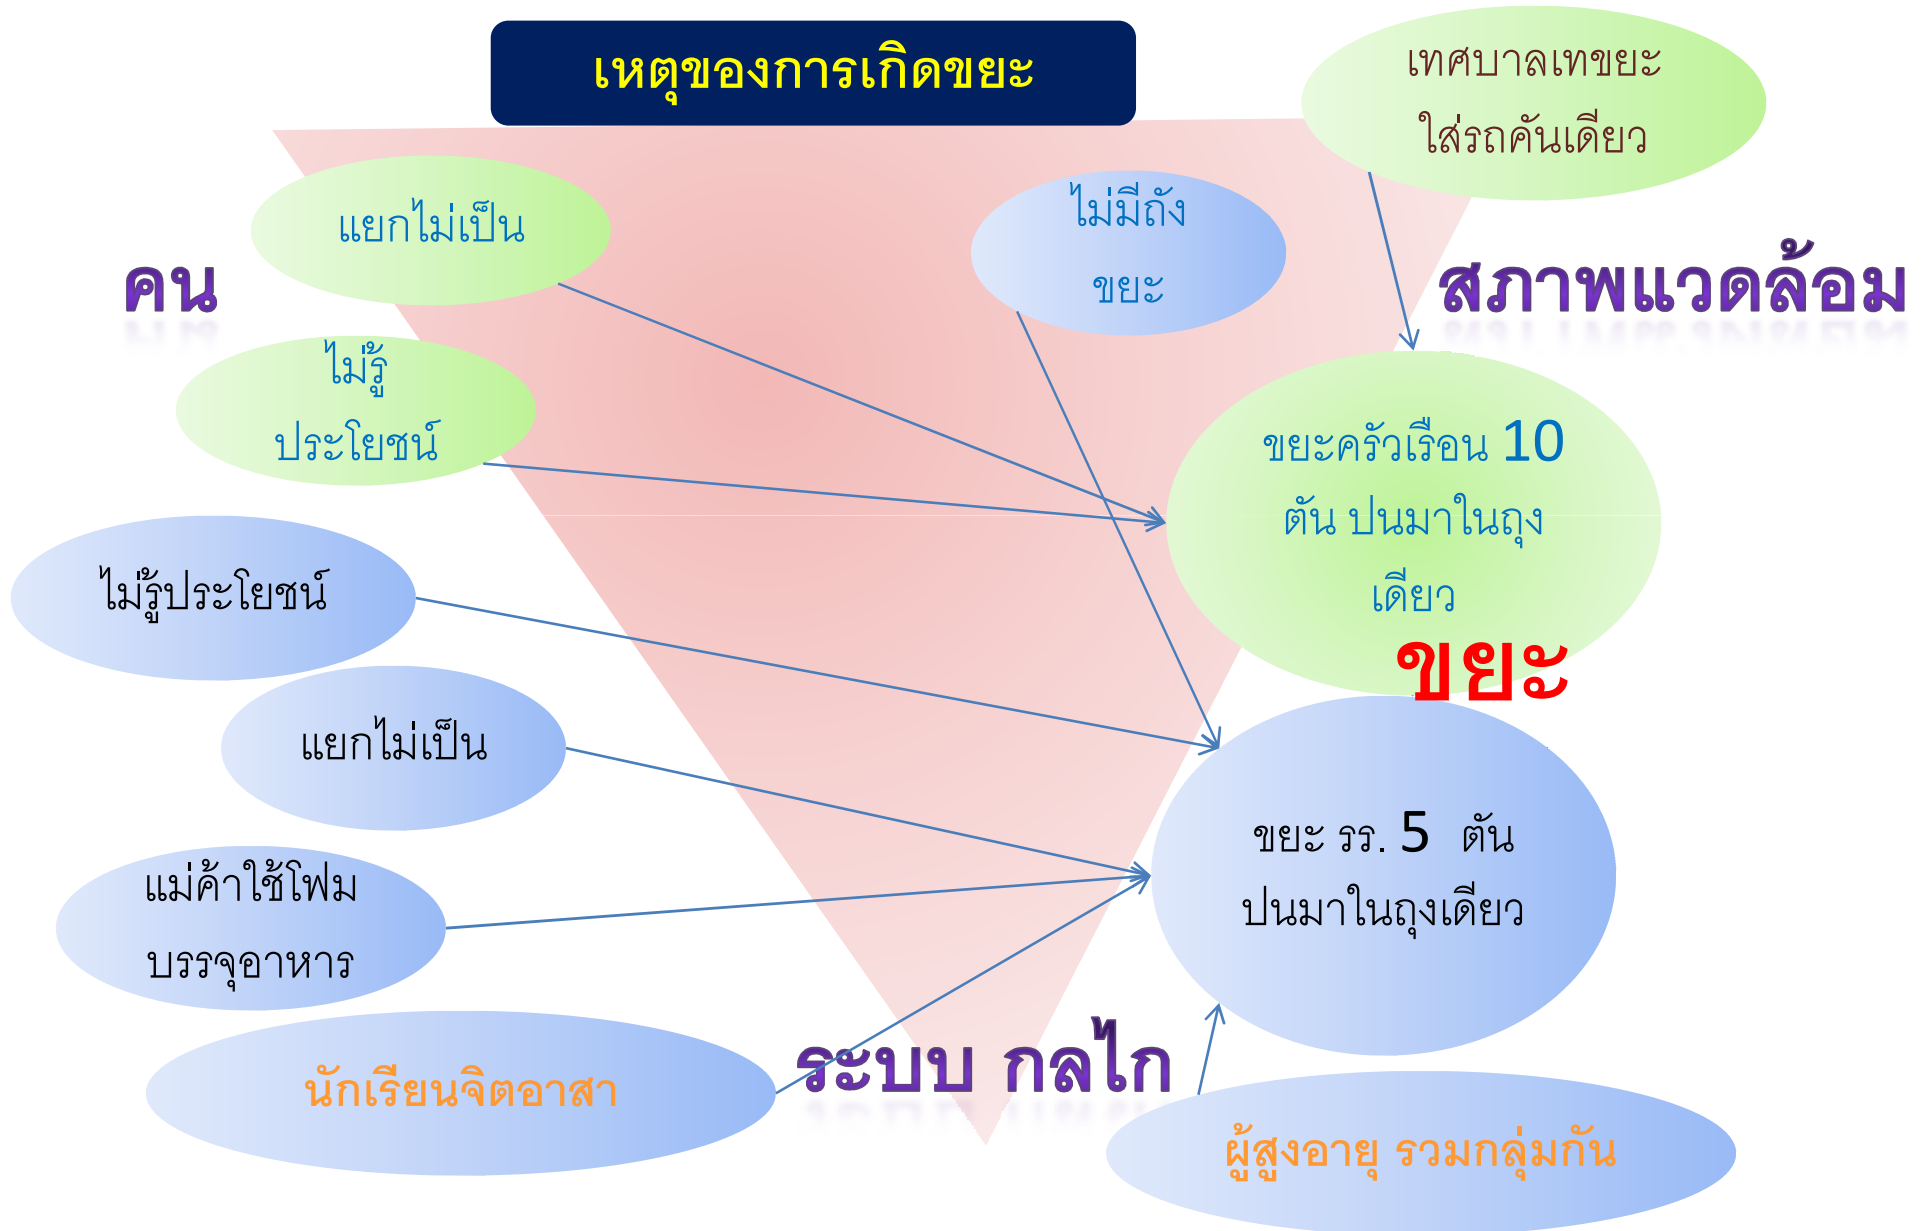 เหตุของการเกิดขยะ
เทศบาลเทขยะ
ใส่รถคันเดียว
แยกไม่เป็น
ไม่มีถัง
ขยะ
คน
สภาพแวดล้อม
ไม่รู้
ประโยชน์
ขยะครัวเรือน 10
ตัน ปนมาในถุง
เดียว
ไม่รู้ประโยชน์
ขยะ
แยกไม่เป็น
ขยะ รร. 5 ตัน
ปนมาในถุงเดียว
แม่ค้าใช้โฟม
บรรจุอาหาร
ระบบ กลไก
นักเรียนจิตอาสา
ผู้สูงอายุ รวมกลุ่มกัน